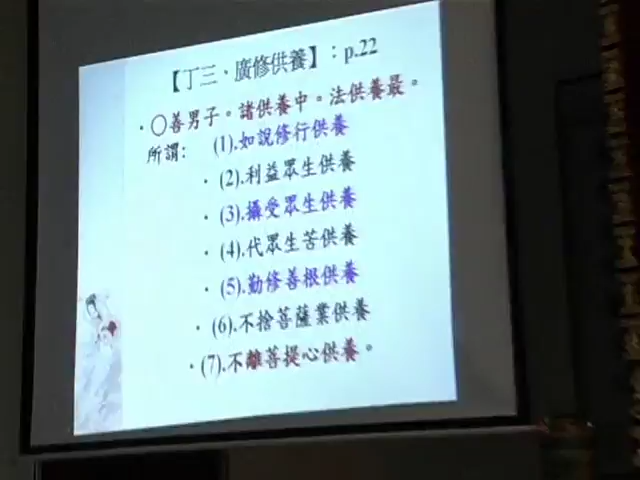 【丁三、廣修供養】：p.22
·〇善男子。諸供養中。法供養最。
所謂： (1).如說修行供養
· (2).利益眾生供養
· (3).攝受眾生供養
· (4).代眾生苦供養
· (5).勤修善根供養
· (6).不捨菩薩業供養
· (7).不離菩提心供養。